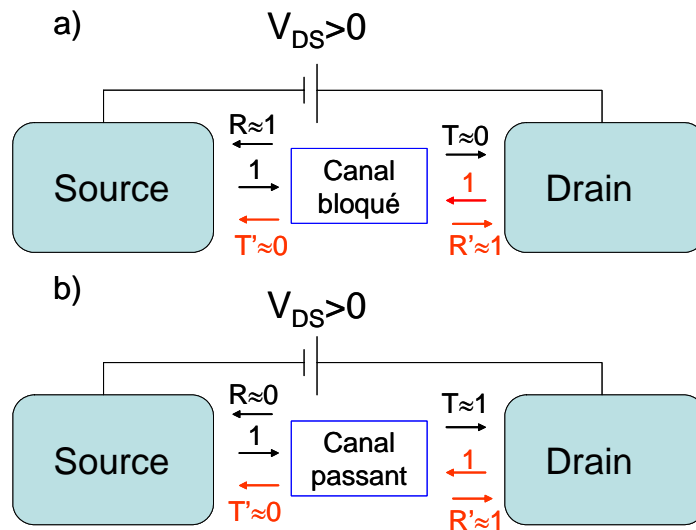 a)
V_DS>0
R≈1
T≈0
Source
1
Canal
bloqué
1
Drain
T'≈0
R'≈1
b)
V_DS>0
R≈0
T≈1
Source
1
Canal
passant
1
Drain
T'≈0
R'≈1